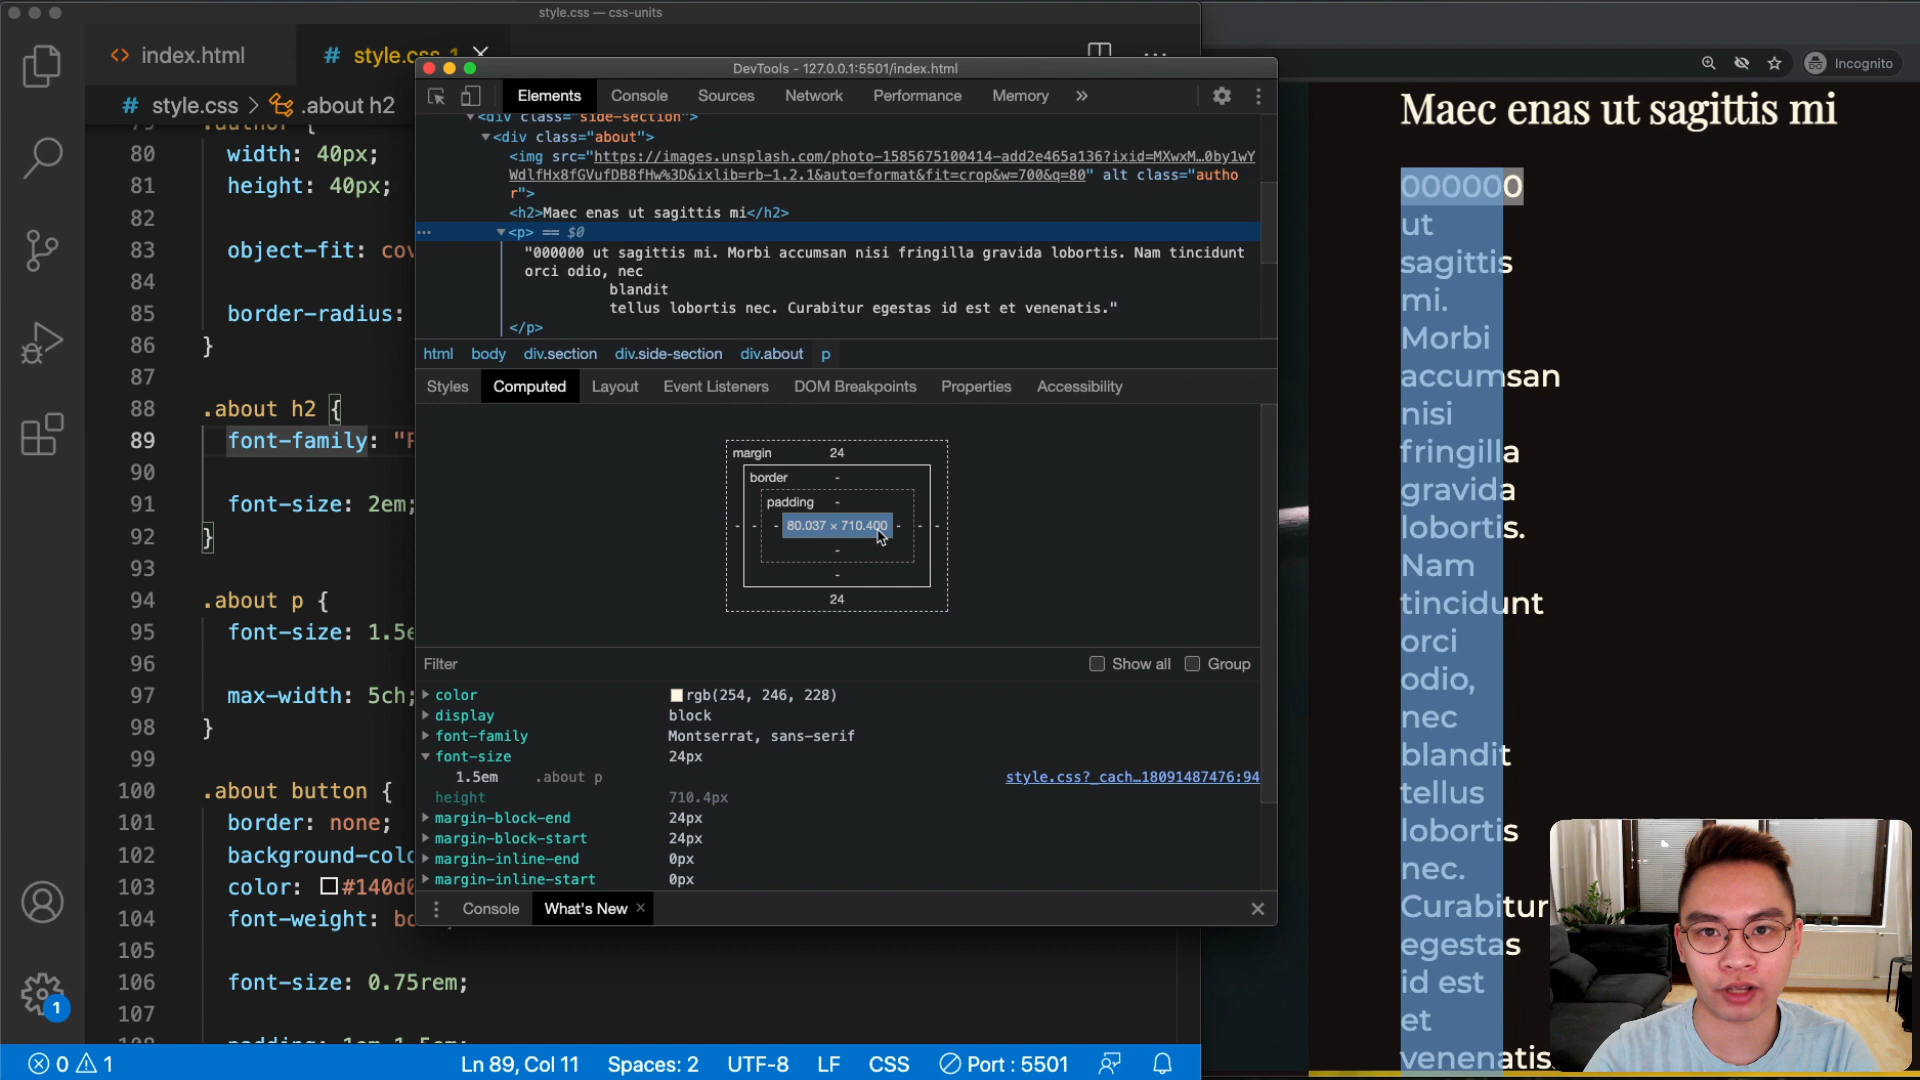 style.css — css-units
index.html
# style.css 1
# style.css > .about h2
80 width: 40px;
81 height: 40px;
82
83 object-fit: cov
84
85 border-radius:
86 }
87
88 .about h2 {
89 font-family: "F
90
91 font-size: 2em;
92 }
93
94 .about p {
95 font-size: 1.5e
96
97 max-width: 5ch;
98 }
99
100 .about button {
101 border: none;
102 background-colo
103 color: #140d0
104 font-weight: bo
105
106 font-size: 0.75rem;
107
0 1
Ln 89, Col 11 Spaces: 2 UTF-8 LF CSS Port : 5501
1
DevTools - 127.0.0.1:5501/index.html
Elements Console Sources Network Performance Memory »
<div class="side-section">
<div class="about">
<img src="https://images.unsplash.com/photo-1585675100414-add2e465a136?ixid=MXwxM…0by1wY
WdlfHx8fGVufDB8fHw%3D&ixlib=rb-1.2.1&auto=format&fit=crop&w=700&q=80" alt class="autho
r">
<h2>Maec enas ut sagittis mi</h2>
<p> == $0
"000000 ut sagittis mi. Morbi accumsan nisi fringilla gravida lobortis. Nam tincidunt
orci odio, nec
blandit
tellus lobortis nec. Curabitur egestas id est et venenatis."
</p>
html body div.section div.side-section div.about p
Styles Computed Layout Event Listeners DOM Breakpoints Properties Accessibility
margin 24
border -
padding -
- - - 80.037 × 710.400 - - -
-
-
24
Filter Show all Group
color rgb(254, 246, 228)
display block
font-family Montserrat, sans-serif
font-size 24px
1.5em .about p style.css?_cach…18091487476:94
height 710.4px
margin-block-end 24px
margin-block-start 24px
margin-inline-end 0px
margin-inline-start 0px
Console What's New ×
Incognito
Maec enas ut sagittis mi
000000
ut
sagittis
mi.
Morbi
accumsan
nisi
fringilla
gravida
lobortis.
Nam
tincidunt
orci
odio,
nec
blandit
tellus
lobortis
nec.
Curabitur
egestas
id est
et
venenatis.